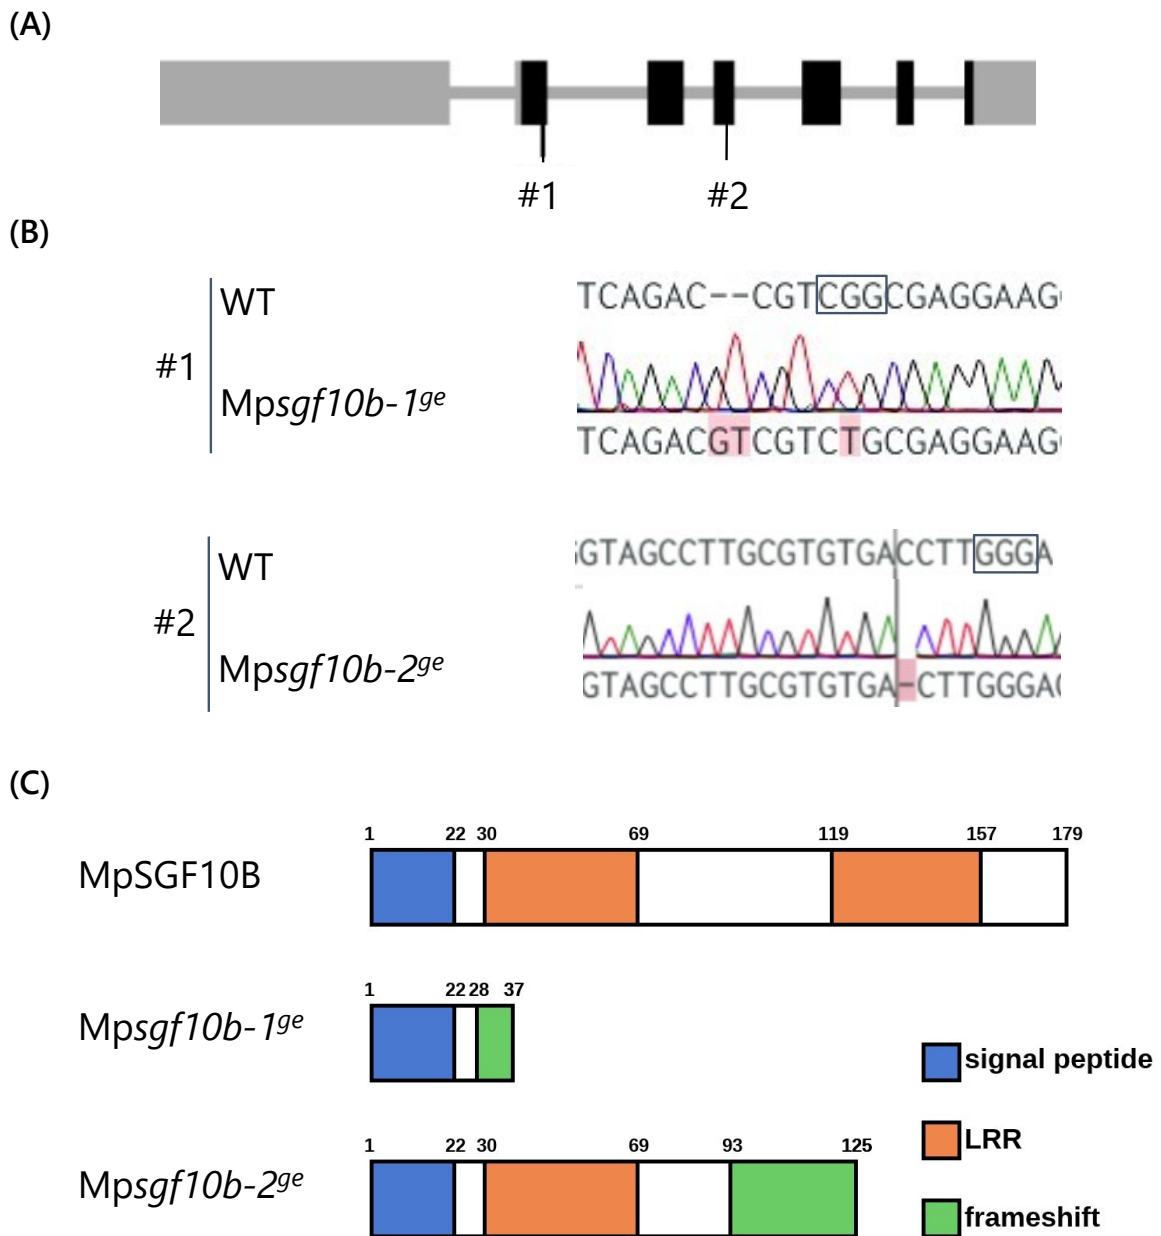 (A)
#1 #2
(B)
WT TCAGAC--CGTCGGCGAGGAAG
#1
Mpsgf10b-1ge TCAGACGTCGTCTGCGAGGAAG
WT GTAGCCTTGCGTGTGACCTTGGGA
#2
Mpsgf10b-2ge GTAGCCTTGCGTGTGA-CTTGGGA
(C)
1 22 30 69 119 157 179
MpSGF10B
1 22 28 37
Mpsgf10b-1ge
signal peptide
LRR
1 22 30 69 93 125
Mpsgf10b-2ge
frameshift